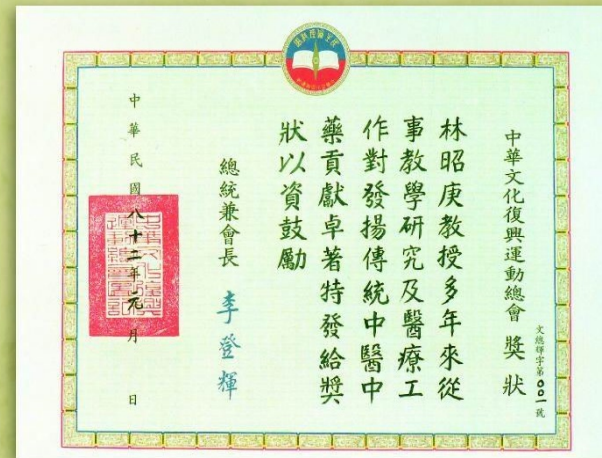 中華文化復興運動總會 獎狀
文總輝字第001號
林昭庚教授多年來從
事教學研究及醫療工
作對發揚傳統中醫中
藥貢獻卓著特發給獎
狀以資鼓勵
總統兼會長 李登輝
中華民國八十二年元月 日